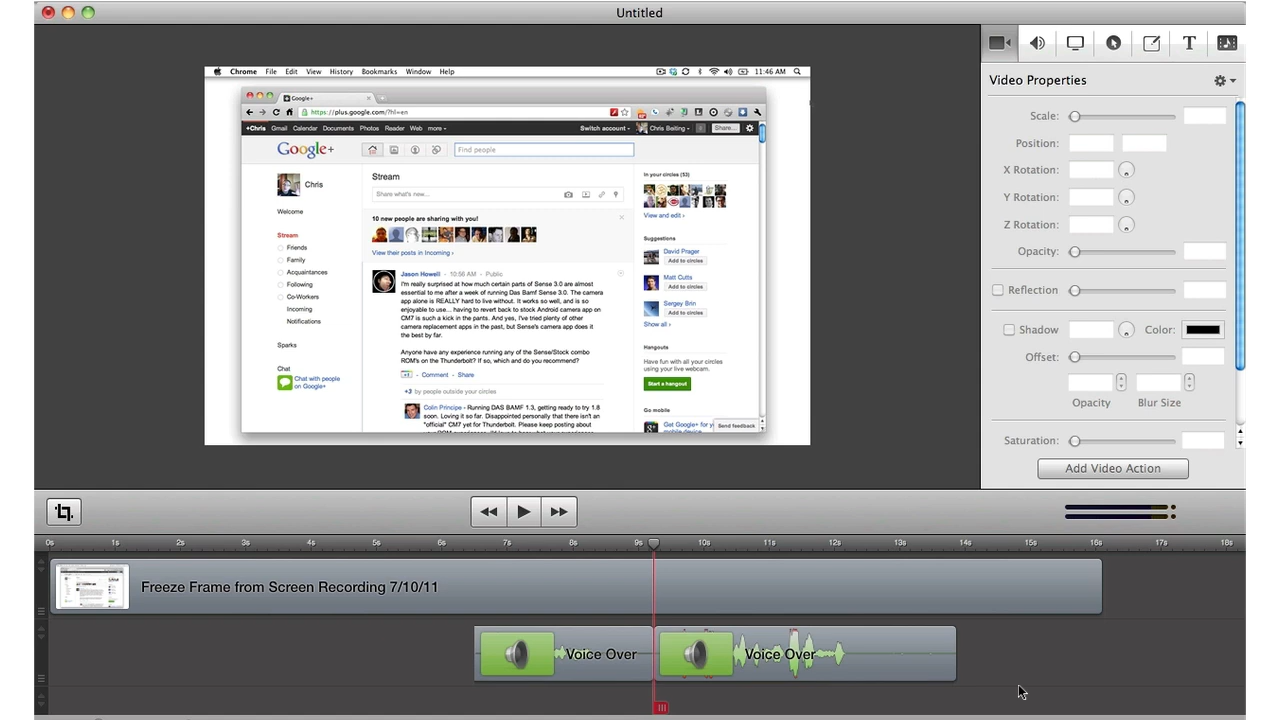 Untitled
Chrome File Edit View History Bookmarks Window Help 11:46 AM
Google+
https://plus.google.com/?hl=en
+Chris Gmail Calendar Documents Photos Reader Web more Switch account Chris Beiting Share...
Google+ Find people
Chris
Welcome
Stream
Friends
Family
Acquaintances
Following
Co-Workers
Incoming
Notifications
Sparks
Chat
Chat with people
on Google+
Stream
Share what's new...
10 new people are sharing with you!
View their posts in Incoming ›
Jason Howell - 10:56 AM - Public
I'm really surprised at how much certain parts of Sense 3.0 are almost
essential to me after a week of running Das Bamf Sense 3.0. The camera
app alone is REALLY hard to live without. It works so well, and is so
enjoyable to use... having to revert back to stock Android camera app on
CM7 is such a kick in the pants. And yes, I've tried plenty of other
camera replacement apps in the past, but Sense's camera app does it
the best by far.
Anyone have any experience running any of the Sense/Stock combo
ROM's on the Thunderbolt? If so, which and do you recommend?
+1 - Comment - Share
+3 by people outside your circles
Colin Principe - Running DAS BAMF 1.3, getting ready to try 1.8
soon. Loving it so far. Disappointed personally that there isn't an
"official" CM7 yet for Thunderbolt. Please keep posting about
In your circles (53)
View and edit ›
Suggestions
David Prager
Add to circles
Matt Cutts
Add to circles
Sergey Brin
Add to circles
Show all ›
Hangouts
Have fun with all your circles
using your live webcam.
Start a hangout
Go mobile
Get Google+ for y
mobile device
Send feedback
T
Video Properties
Scale:
Position:
X Rotation:
Y Rotation:
Z Rotation:
Opacity:
Reflection
Shadow Color:
Offset:
Opacity Blur Size
Saturation:
Add Video Action
0s 1s 2s 3s 4s 5s 6s 7s 8s 9s 10s 11s 12s 13s 14s 15s 16s 17s 18s
Freeze Frame from Screen Recording 7/10/11
Voice Over Voice Over